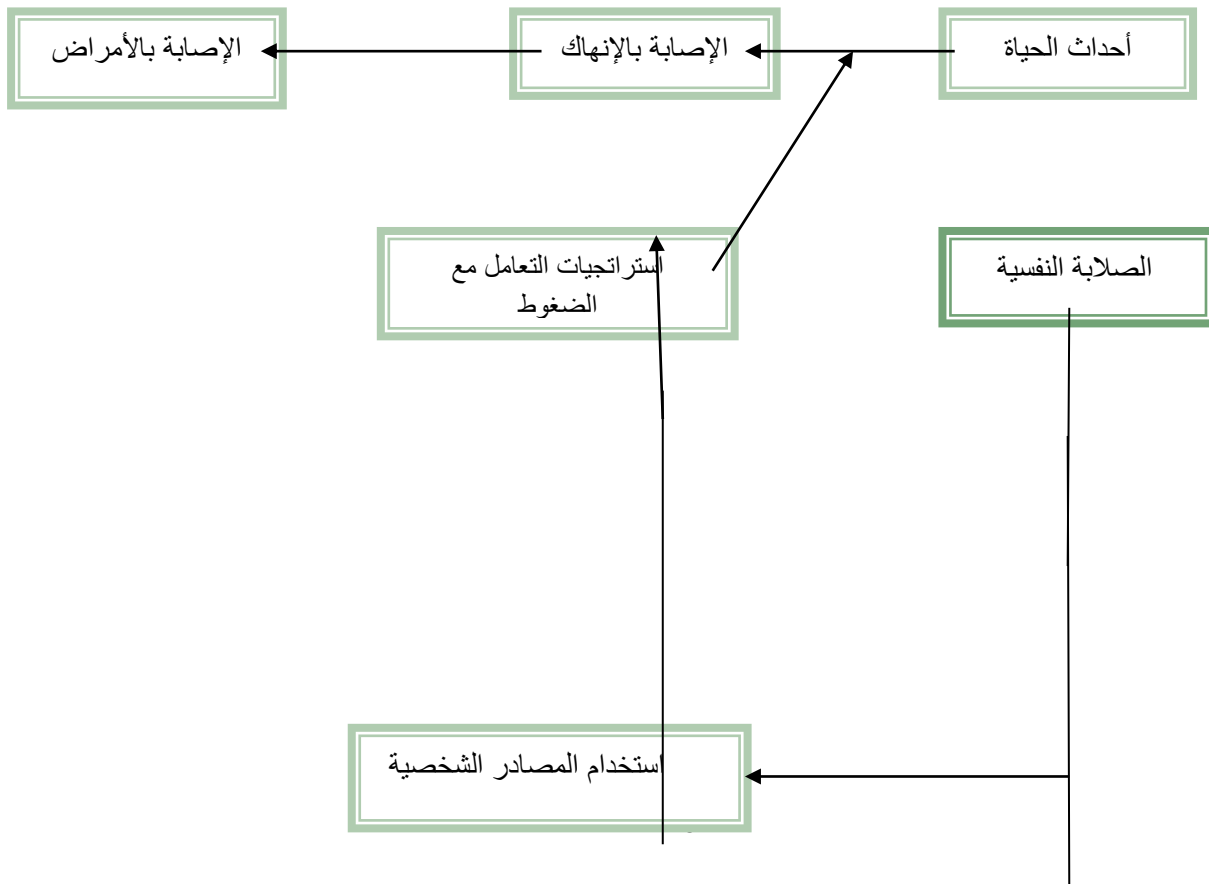 أحداث الحياة
الإصابة بالإنهاك
الإصابة بالأمراض
الصلابة النفسية
استراتجيات التعامل مع
الضغوط
استخدام المصادر الشخصية